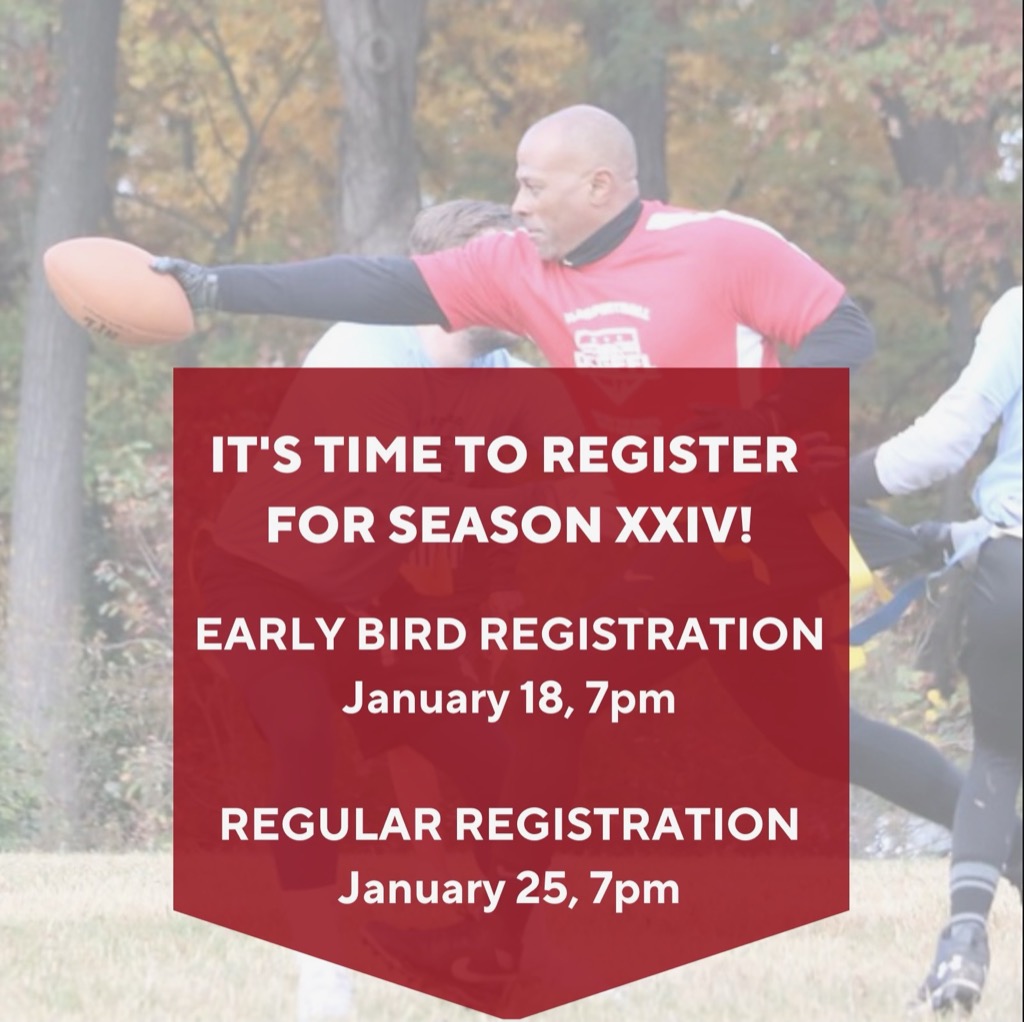 IT'S TIME TO REGISTER
FOR SEASON XXIV!
EARLY BIRD REGISTRATION
January 18, 7pm
REGULAR REGISTRATION
January 25, 7pm